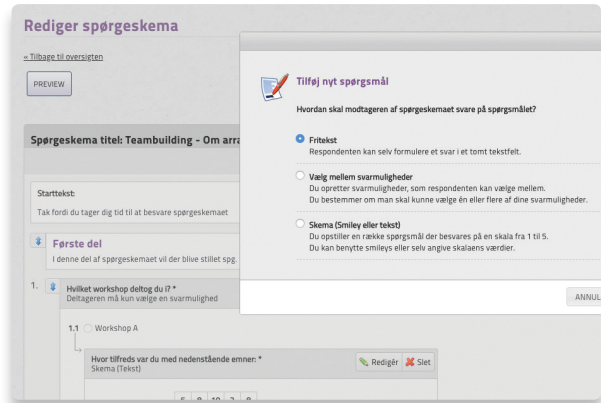 Rediger spørgeskema
« Tilbage til oversigten
PREVIEW
Spørgeskema titel: Teambuilding - Om arra
Starttekst:
Tak fordi du tager dig tid til at besvare spørgeskemaet
Første del
I denne del af spørgeskemaet vil der blive stillet spg.
1.
Hvilket workshop deltog du i? *
Deltageren må kun vælge en svarmulighed
1.1 Workshop A
Hvor tilfreds var du med nedenstående emner: *
Skema (Tekst)
Redigér Slet
Tilføj nyt spørgsmål
Hvordan skal modtageren af spørgeskemaet svare på spørgsmålet?
Fritekst
Respondenten kan selv formulere et svar i et tomt tekstfelt.
Vælg mellem svarmuligheder
Du opretter svarmuligheder, som respondenten kan vælge mellem.
Du bestemmer om man skal kunne vælge én eller flere af dine svarmuligheder.
Skema (Smiley eller tekst)
Du opstiller en række spørgsmål der besvares på en skala fra 1 til 5.
Du kan benytte smileys eller selv angive skalaens værdier.
ANNUL